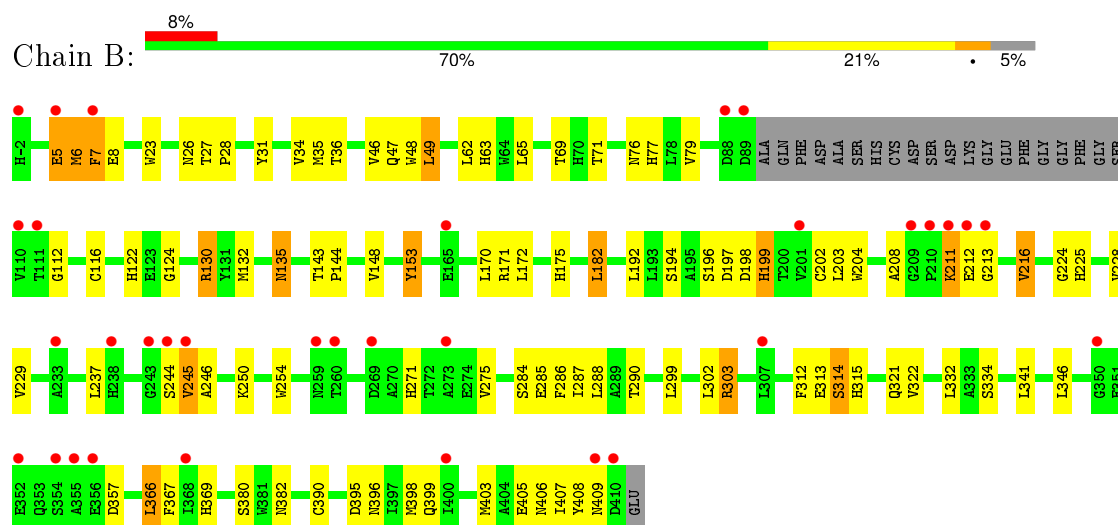 8%
Chain B:
70% 21% • 5%
H-2 E5 M6 F7 E8 W23 N26 T27 P28 Y31 V34 M35 T36 V46 Q47 W48 L49 L62 H63 W64 L65 T69 H70 T71 N76 H77 L78 V79 D88 D89 ALA GLN PHE ASP ALA SER HIS CYS ASP SER ASP LYS GLY GLU PHE GLY GLY PHE GLY SER
V110 T111 G112 C116 H122 E123 G124 R130 Y131 M132 N135 T143 P144 V148 Y153 E165 L170 R171 L172 H175 L182 L192 L193 S194 A195 S196 D197 D198 H199 T200 V201 C202 L203 W204 A208 G209 P210 K211 E212 G213 V216 G224 H225 V228
V229 A233 L237 H238 G243 S244 V245 A246 K250 W254 N259 T260 D269 A270 H271 T272 A273 E274 V275 S284 E285 F286 I287 L288 A289 T290 L299 L302 R303 L307 F312 E313 S314 H315 Q321 V322 L332 A333 S334 L341 L346 G350 E351
E352 Q353 S354 A355 E356 D357 L366 F367 I368 H369 S380 W381 N382 C390 D395 N396 I397 M398 Q399 I400 M403 A404 E405 N406 I407 Y408 N409 D410 GLU